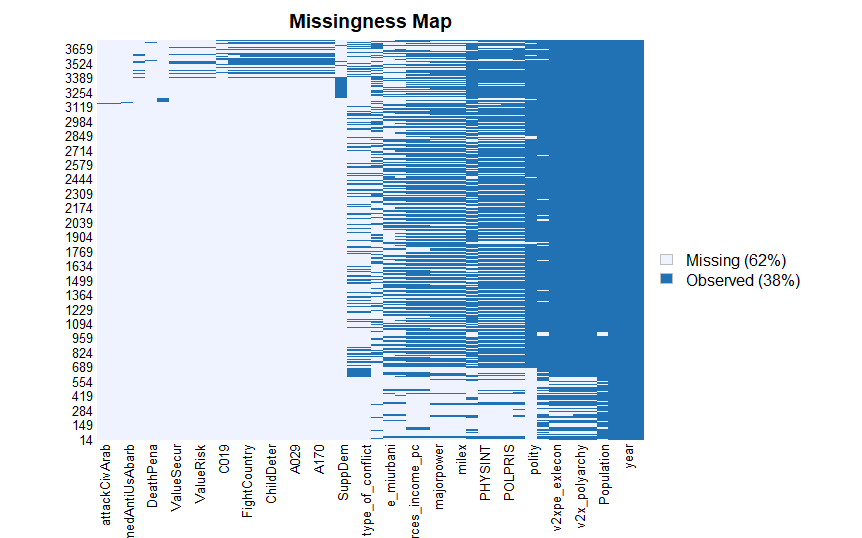 Missingness Map
3659
3524
3389
3254
3119
2984
2849
2714
2579
2444
2309
2174
2039
1904
1769
1634
1499
1364
1229
1094
959
824
689
554
419
284
149
14
Missing (62%)
Observed (38%)
attackCivArab
medAntiUsAbarb
DeathPena
ValueSecur
ValueRisk
C019
FightCountry
ChildDeter
A029
A170
SuppDem
type_of_conflict
e_miurbani
rces_income_pc
majorpower
milex
PHYSINT
POLPRIS
polity
v2xpe_exlecon
v2x_polyarchy
Population
year